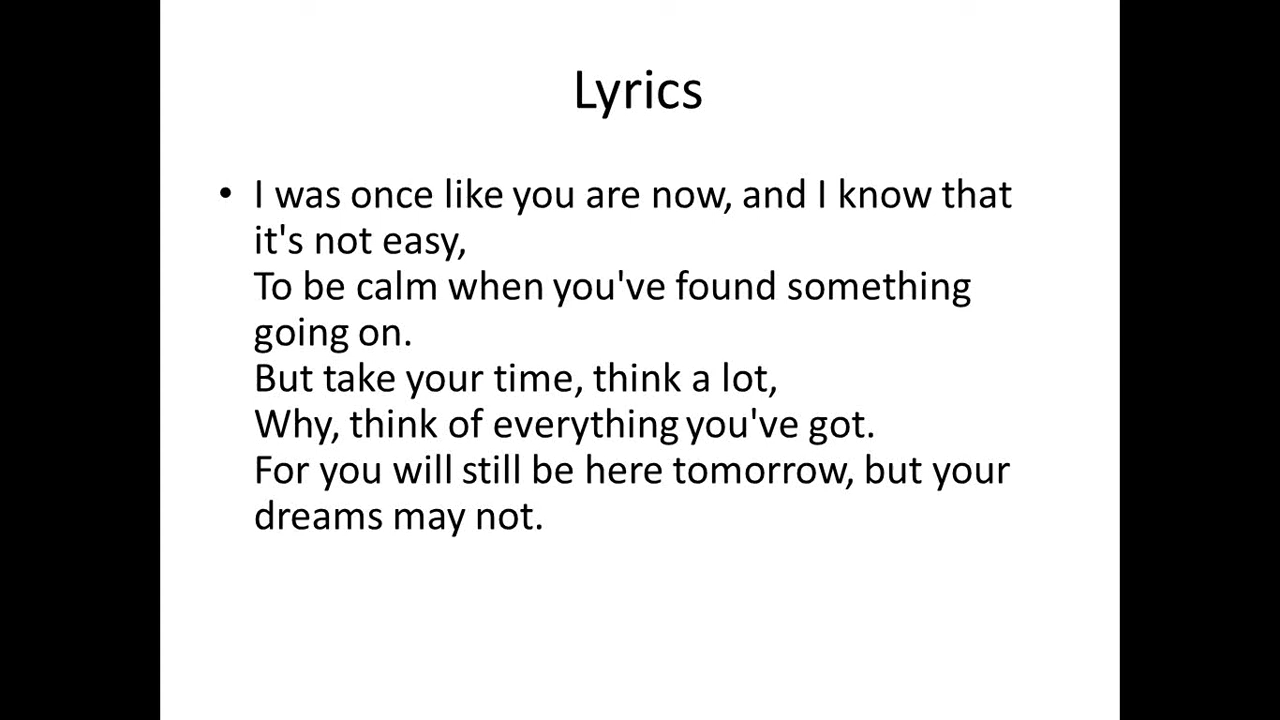 Lyrics
• I was once like you are now, and I know that
it's not easy,
To be calm when you've found something
going on.
But take your time, think a lot,
Why, think of everything you've got.
For you will still be here tomorrow, but your
dreams may not.